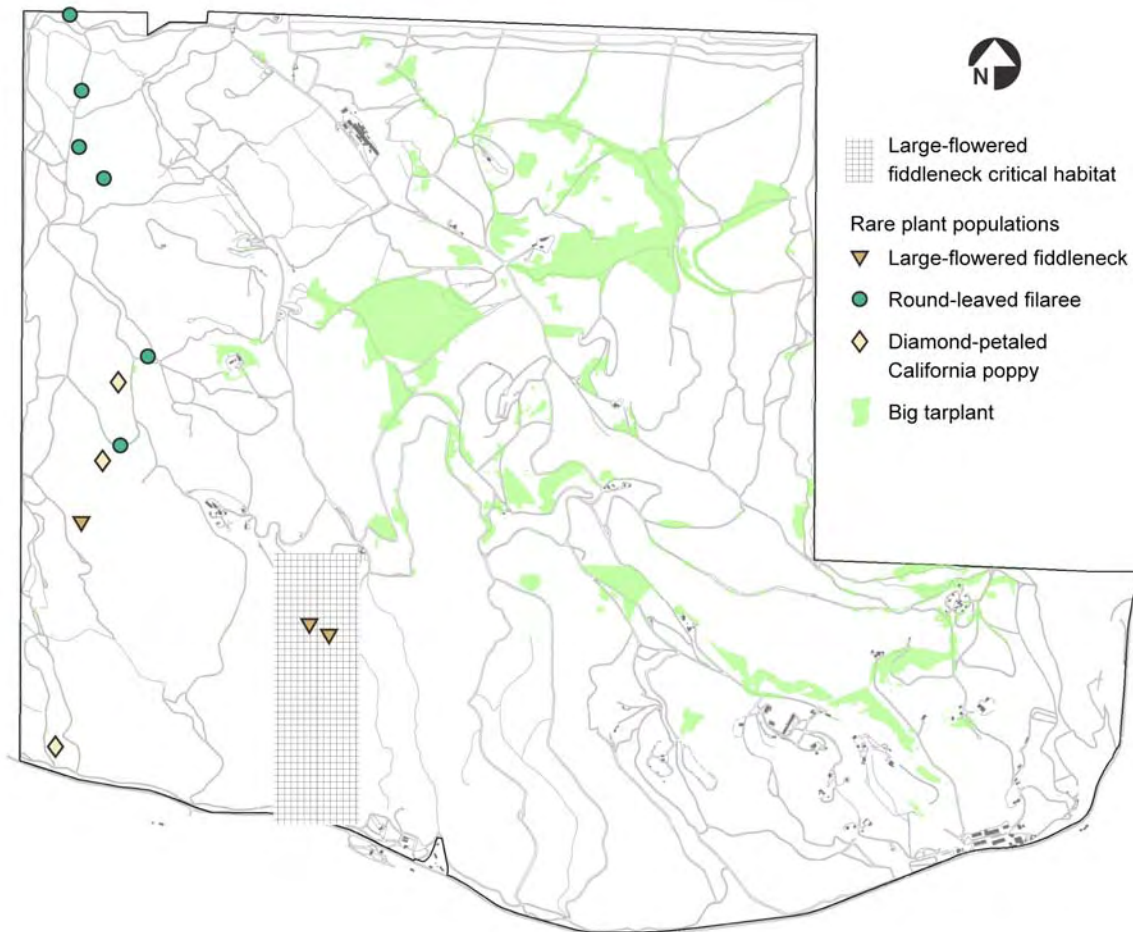 N
Large-flowered
fiddleneck critical habitat
Rare plant populations
Large-flowered fiddleneck
Round-leaved filaree
Diamond-petaled
California poppy
Big tarplant